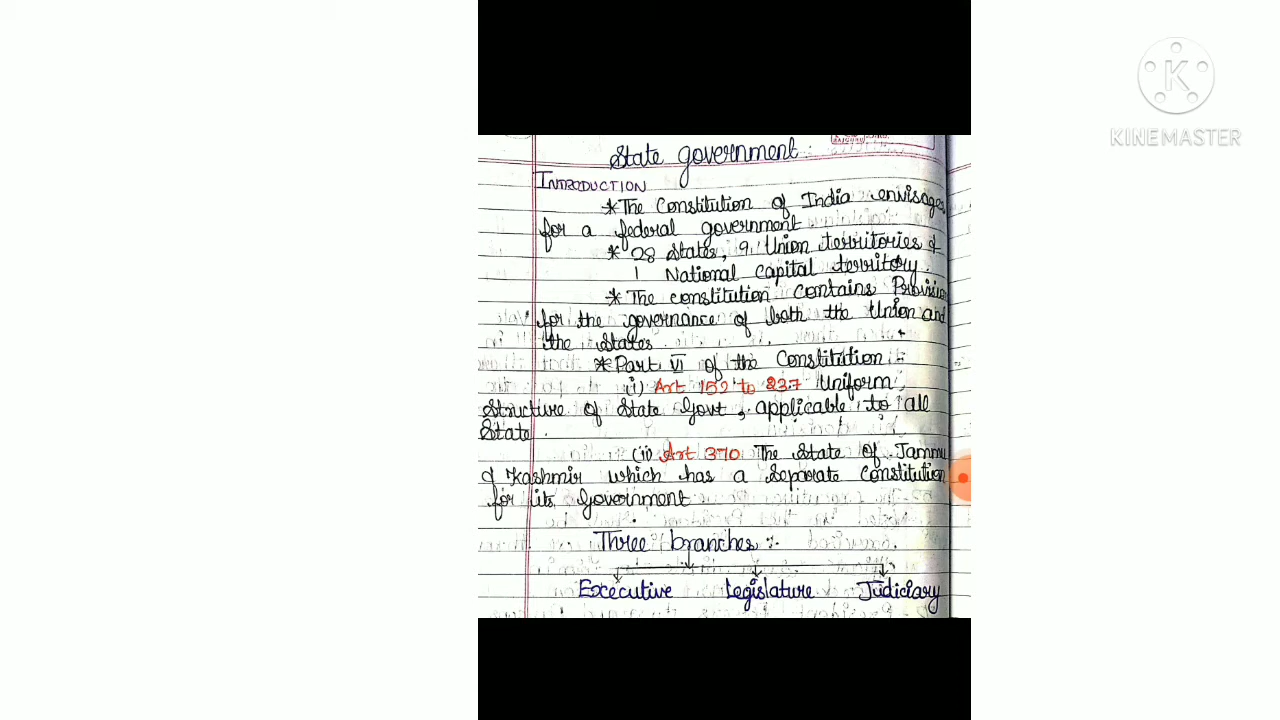 State government.
INTRODUCTION
* The Constitution of India envisages
for a federal government.
* 28 States, 9 Union territories &
1 National Capital territory.
* The constitution contains Provision
for the governance of both the Union and
the States.
* Part VI of the Constitution :-
(i) Art 152 to 237 Uniform
Structure of State Govt, applicable to all
State.
(ii) Art 370 The State of Jammu
& Kashmir which has a Separate Constitution
for its Government
Three branches :-
Excecutive Legislature Judiciary
K
KINEMASTER